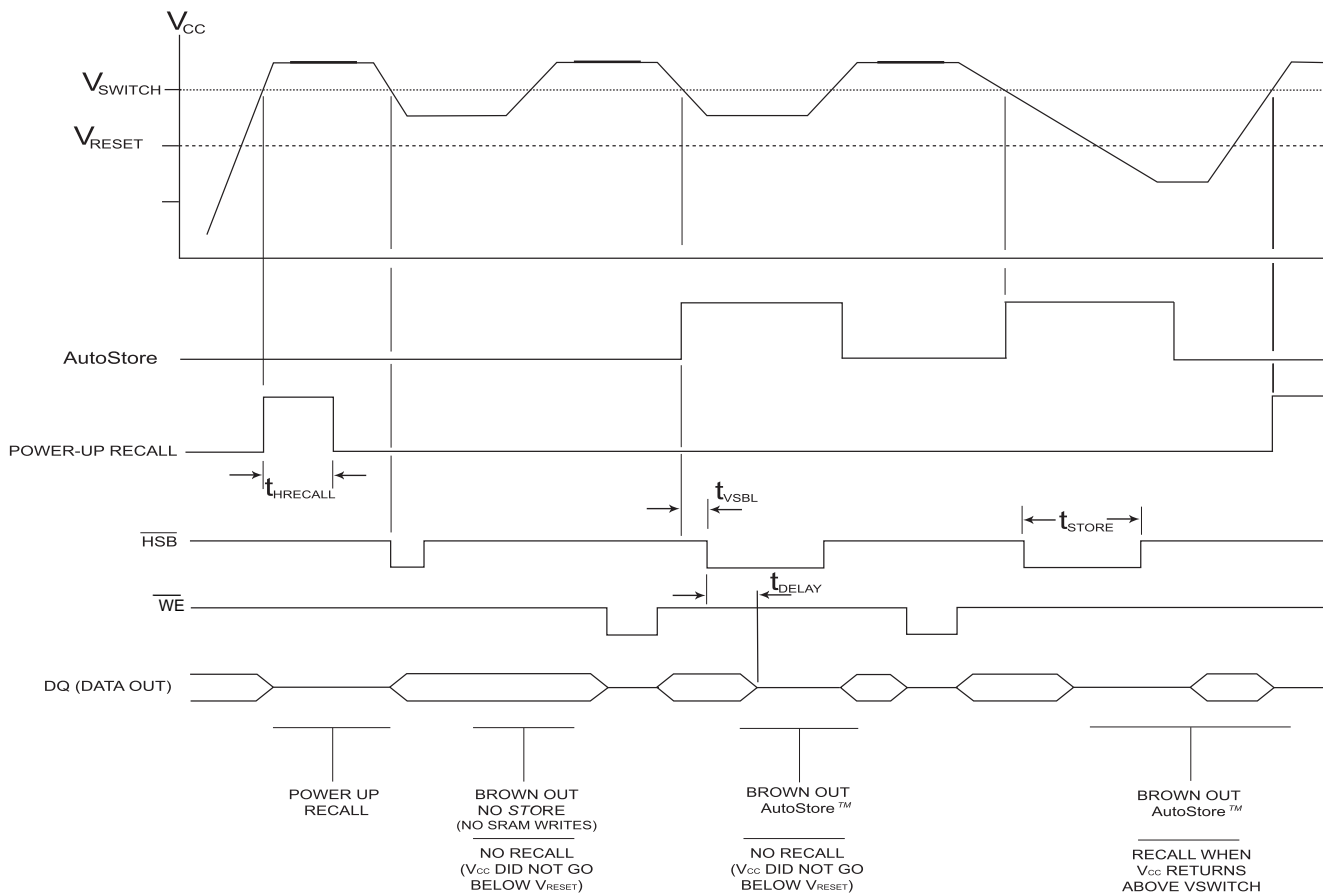 VCC
VSWITCH
VRESET
AutoStore
POWER-UP RECALL
tHRECALL
tVSBL
tSTORE
HSB
tDELAY
WE
DQ (DATA OUT)
POWER UP
RECALL
BROWN OUT
NO STORE
(NO SRAM WRITES)
NO RECALL
(VCC DID NOT GO
BELOW VRESET)
BROWN OUT
AutoStore™
NO RECALL
(VCC DID NOT GO
BELOW VRESET)
BROWN OUT
AutoStore™
RECALL WHEN
VCC RETURNS
ABOVE VSWITCH